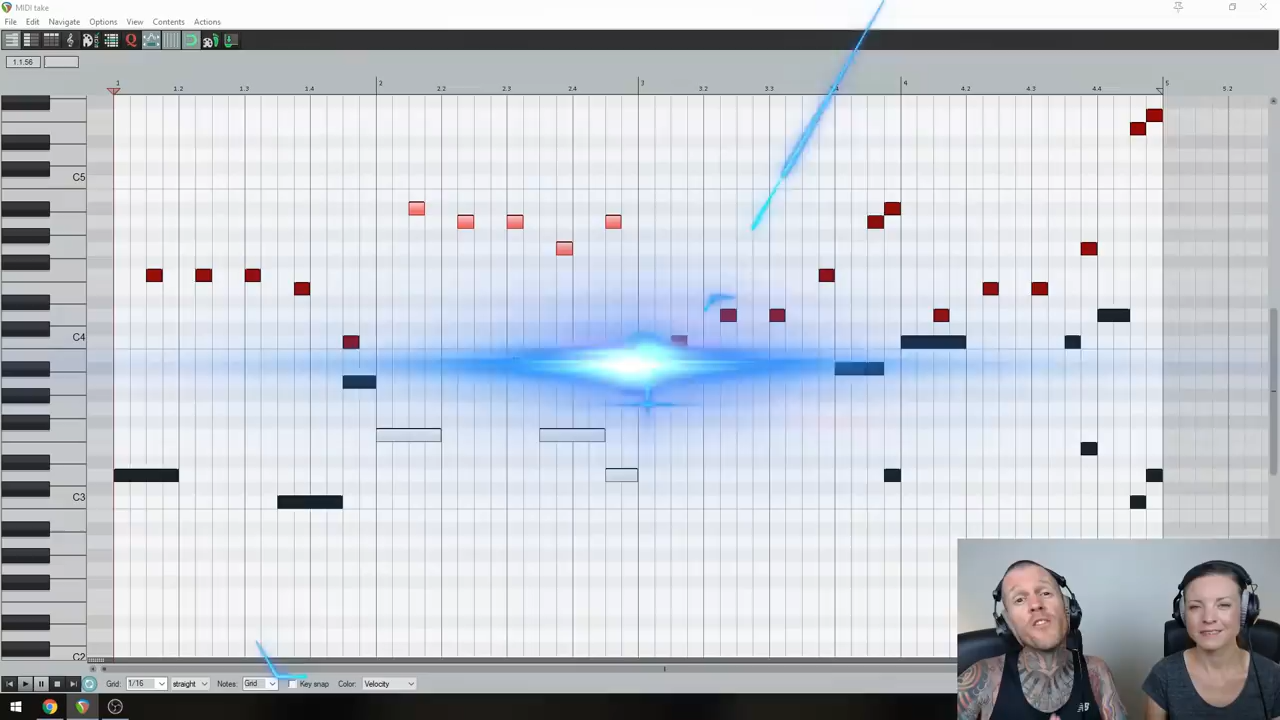 MIDI take
File Edit Navigate Options View Contents Actions
Q
1.1.56
1 1.2 1.3 1.4 2 2.2 2.3 2.4 3 3.2 3.3 4 4.2 4.3 4.4 5 5.2
C5
C4
C3
C2
Grid: 1/16 straight Notes: Grid Key snap Color: Velocity